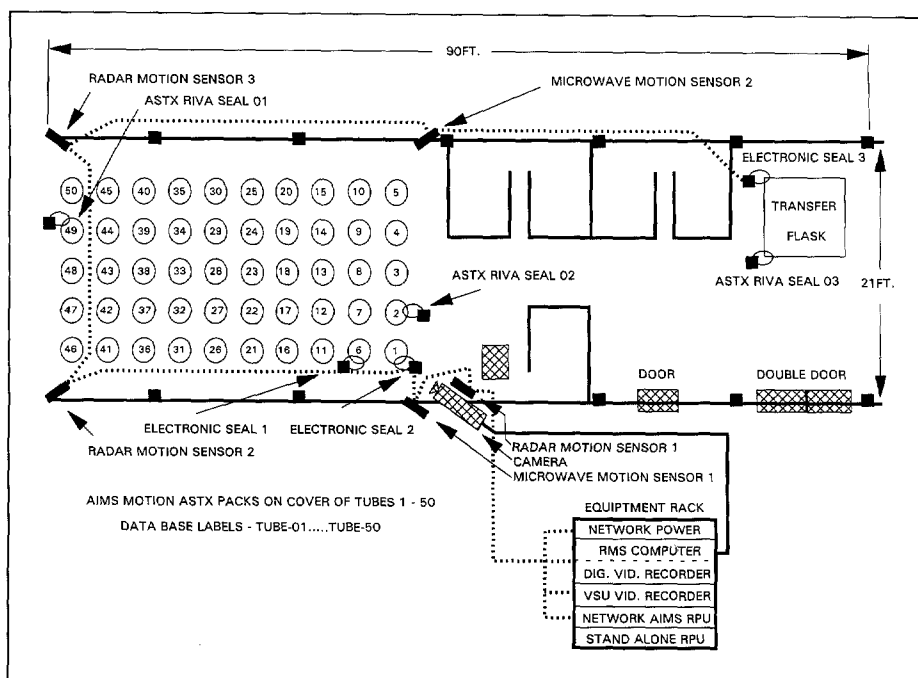 90FT.
RADAR MOTION SENSOR 3
MICROWAVE MOTION SENSOR 2
ASTX RIVA SEAL 01
ELECTRONIC SEAL 3
50 45 40 35 30 25 20 15 10 5
TRANSFER
49 44 39 34 29 24 19 14 9 4
FLASK
48 43 38 33 28 23 18 13 8 3
ASTX RIVA SEAL 02
ASTX RIVA SEAL 03
21FT.
47 42 37 32 27 22 17 12 7 2
46 41 36 31 26 21 16 11 6 1
DOOR
DOUBLE DOOR
ELECTRONIC SEAL 1
ELECTRONIC SEAL 2
RADAR MOTION SENSOR 2
RADAR MOTION SENSOR 1
CAMERA
MICROWAVE MOTION SENSOR 1
AIMS MOTION ASTX PACKS ON COVER OF TUBES 1 - 50
DATA BASE LABELS - TUBE-01.....TUBE-50
EQUIPTMENT RACK
NETWORK POWER
RMS COMPUTER
DIG. VID. RECORDER
VSU VID. RECORDER
NETWORK AIMS RPU
STAND ALONE RPU